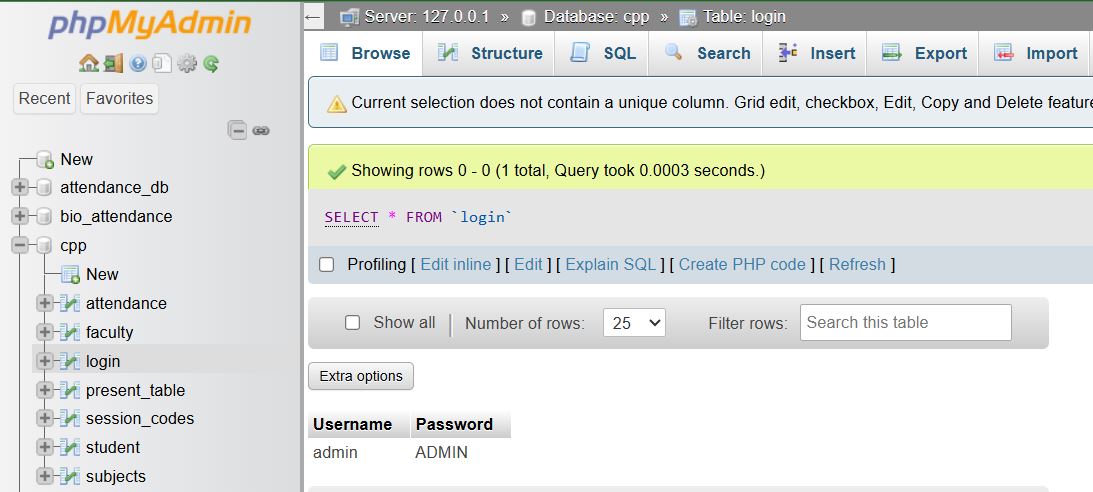 phpMyAdmin
Recent Favorites
New
attendance_db
bio_attendance
cpp
New
attendance
faculty
login
present_table
session_codes
student
subjects
Server: 127.0.0.1 » Database: cpp » Table: login
Browse Structure SQL Search Insert Export Import
Current selection does not contain a unique column. Grid edit, checkbox, Edit, Copy and Delete feature
Showing rows 0 - 0 (1 total, Query took 0.0003 seconds.)
SELECT * FROM `login`
Profiling [ Edit inline ] [ Edit ] [ Explain SQL ] [ Create PHP code ] [ Refresh ]
Show all Number of rows: 25 Filter rows: Search this table
Extra options
Username Password
admin ADMIN